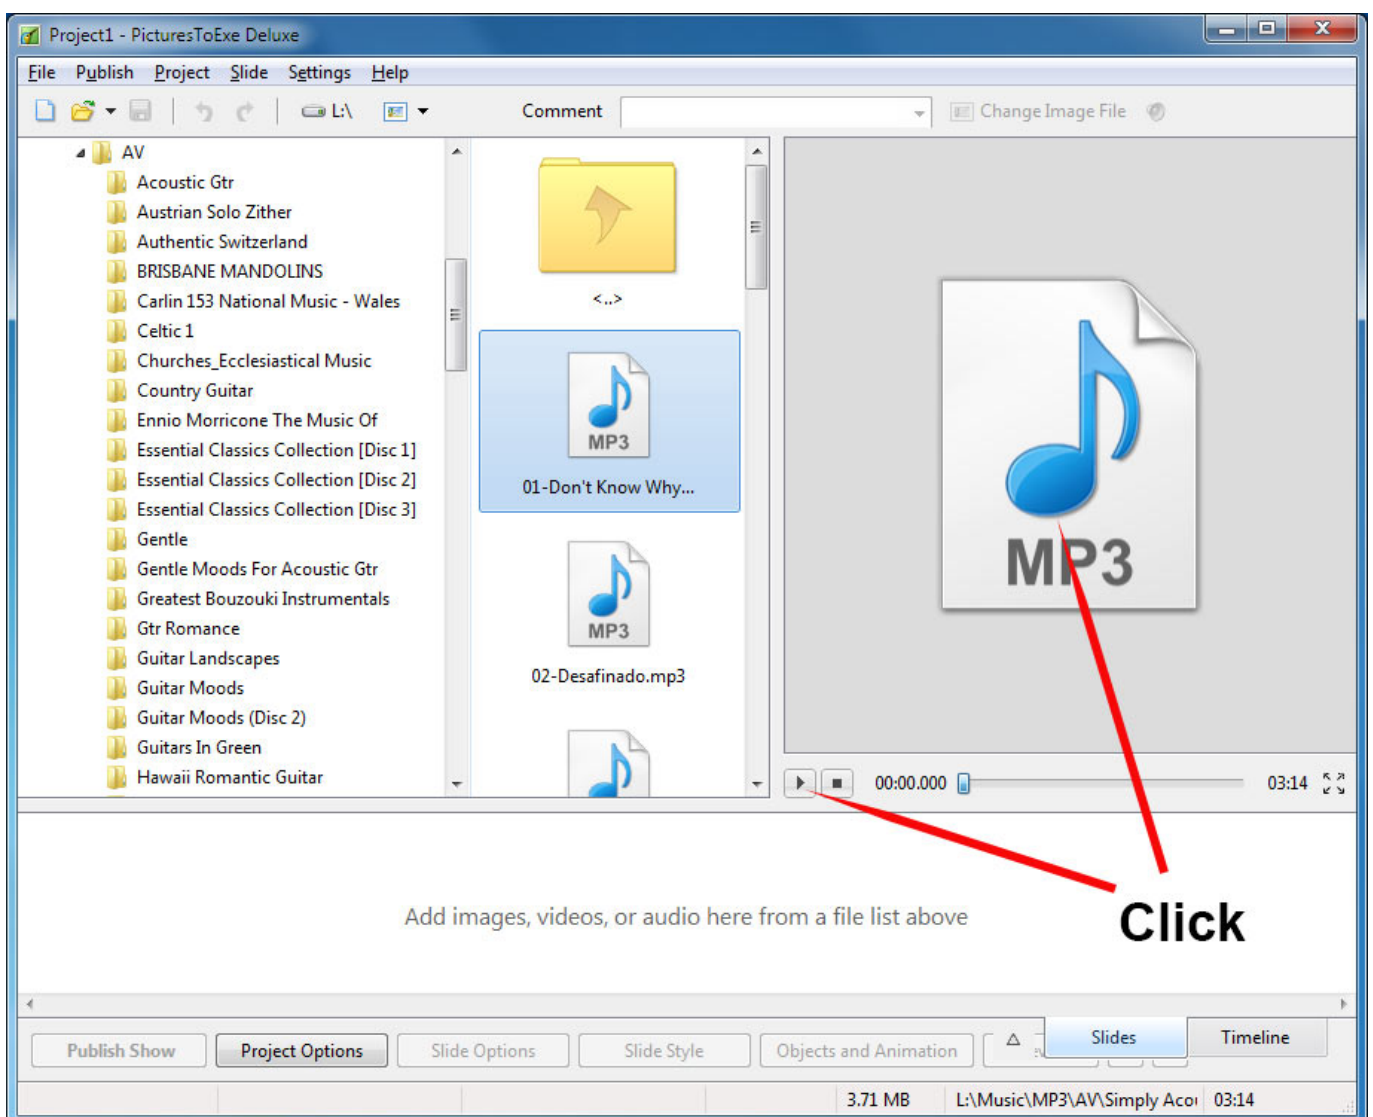 Project1 - PicturesToExe Deluxe
File Publish Project Slide Settings Help
L:\ Comment Change Image File
AV
Acoustic Gtr
Austrian Solo Zither
Authentic Switzerland
BRISBANE MANDOLINS
Carlin 153 National Music - Wales
Celtic 1
Churches_Ecclesiastical Music
Country Guitar
Ennio Morricone The Music Of
Essential Classics Collection [Disc 1]
Essential Classics Collection [Disc 2]
Essential Classics Collection [Disc 3]
Gentle
Gentle Moods For Acoustic Gtr
Greatest Bouzouki Instrumentals
Gtr Romance
Guitar Landscapes
Guitar Moods
Guitar Moods (Disc 2)
Guitars In Green
Hawaii Romantic Guitar
<..>
MP3
01-Don't Know Why...
MP3
02-Desafinado.mp3
MP3
00:00.000 03:14
Click
Add images, videos, or audio here from a file list above
Publish Show Project Options Slide Options Slide Style Objects and Animation Slides Timeline
3.71 MB L:\Music\MP3\AV\Simply Aco 03:14